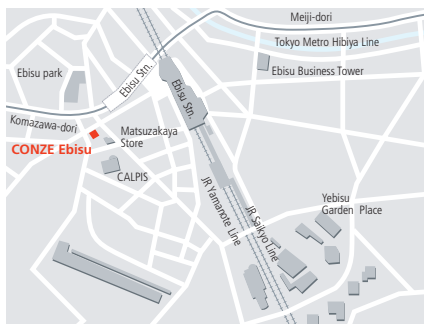 Meiji-dori
Tokyo Metro Hibiya Line
Ebisu Business Tower
Ebisu park
Ebisu Stn.
Ebisu Stn.
Komazawa-dori
Matsuzakaya
Store
CONZE Ebisu
CALPIS
JR Yamanote Line
JR Saikyo Line
Yebisu
Garden Place